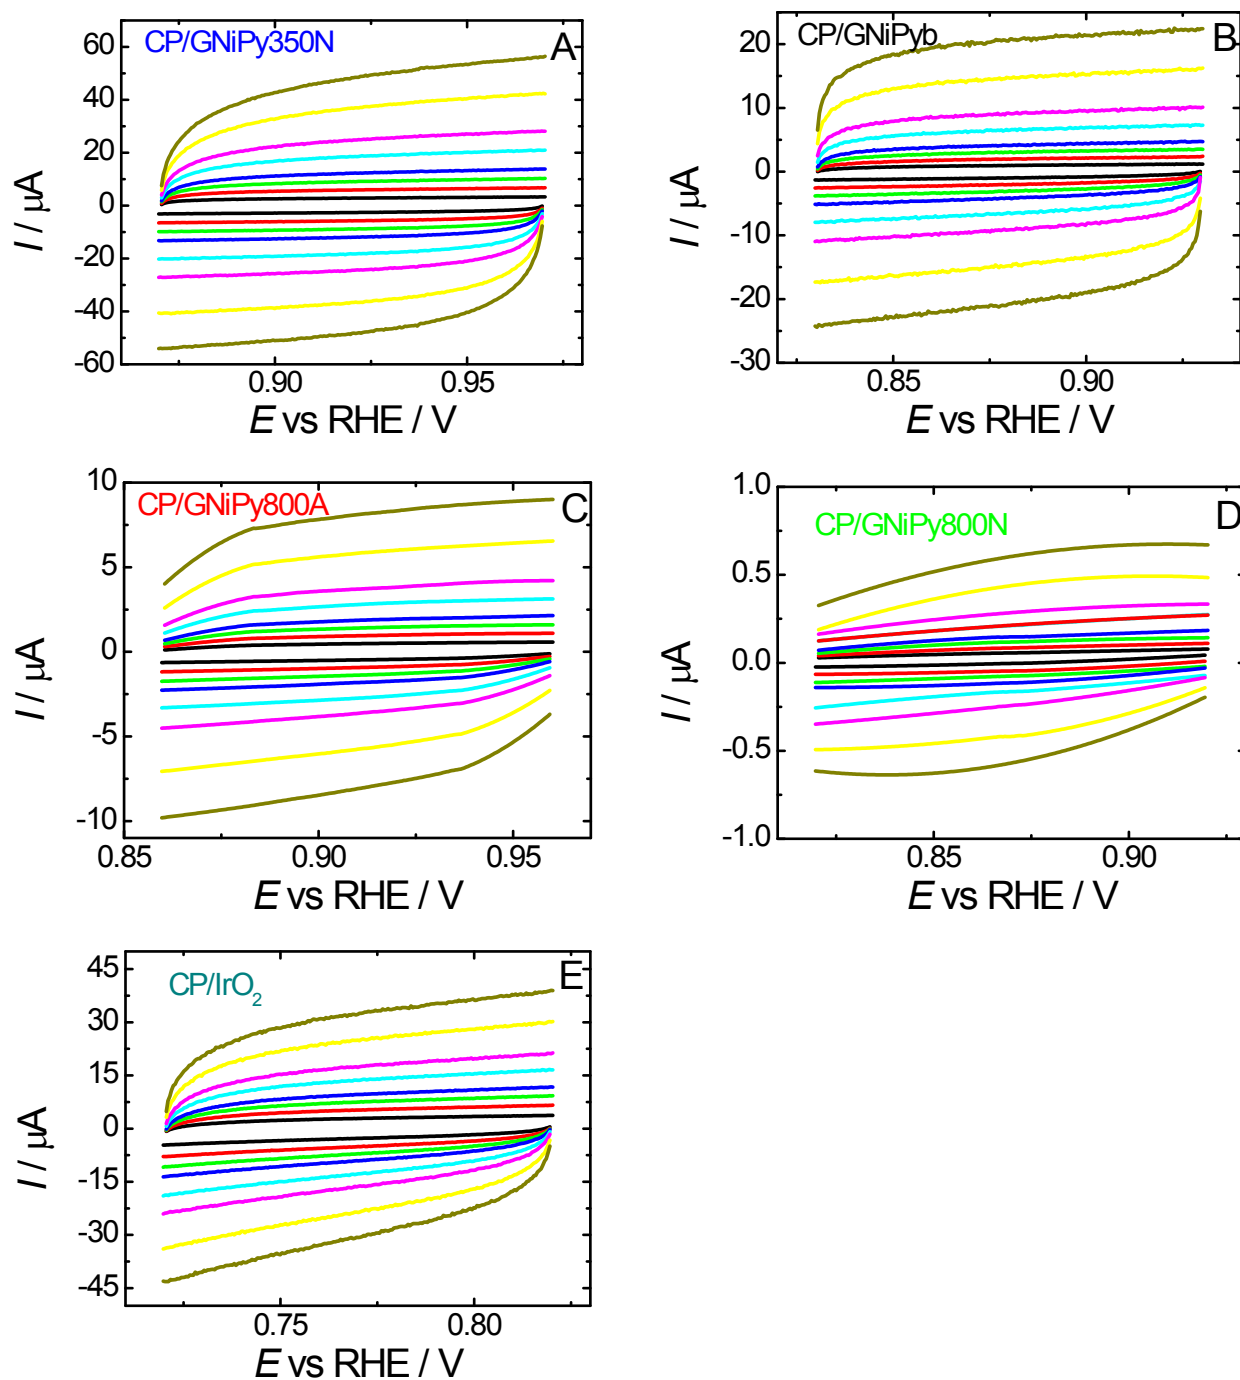 CP/GNiPy350N
A
60
40
20
0
-20
-40
-60
I / μA
0.90 0.95
E vs RHE / V
CP/GNiPyb
B
20
10
0
-10
-20
-30
I / μA
0.85 0.90
E vs RHE / V
CP/GNiPy800A
C
10
5
0
-5
-10
I / μA
0.85 0.90 0.95
E vs RHE / V
CP/GNiPy800N
D
1.0
0.5
0.0
-0.5
-1.0
I / μA
0.85 0.90
E vs RHE / V
CP/IrO₂
E
45
30
15
0
-15
-30
-45
I / μA
0.75 0.80
E vs RHE / V